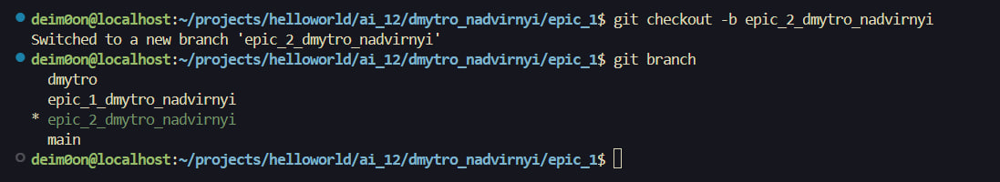 deim0on@localhost:~/projects/helloworld/ai_12/dmytro_nadvirnyi/epic_1$ git checkout -b epic_2_dmytro_nadvirnyi
Switched to a new branch 'epic_2_dmytro_nadvirnyi'
deim0on@localhost:~/projects/helloworld/ai_12/dmytro_nadvirnyi/epic_1$ git branch
  dmytro
  epic_1_dmytro_nadvirnyi
* epic_2_dmytro_nadvirnyi
  main
deim0on@localhost:~/projects/helloworld/ai_12/dmytro_nadvirnyi/epic_1$